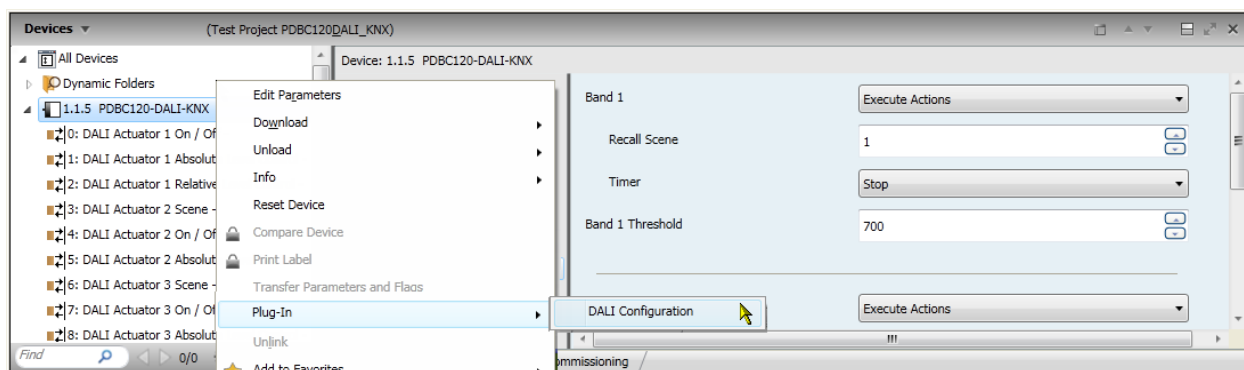 Devices (Test Project PDBC120DALI_KNX)
All Devices
Dynamic Folders
1.1.5 PDBC120-DALI-KNX
0: DALI Actuator 1 On / Of
1: DALI Actuator 1 Absolut
2: DALI Actuator 1 Relative
3: DALI Actuator 2 Scene -
4: DALI Actuator 2 On / Of
5: DALI Actuator 2 Absolut
6: DALI Actuator 3 Scene -
7: DALI Actuator 3 On / Of
8: DALI Actuator 3 Absolut
Find 0/0
Edit Parameters
Download
Unload
Info
Reset Device
Compare Device
Print Label
Transfer Parameters and Flags
Plug-In
Unlink
Add to Favorites
DALI Configuration
Device: 1.1.5 PDBC120-DALI-KNX
Band 1 Execute Actions
Recall Scene 1
Timer Stop
Band 1 Threshold 700
Execute Actions